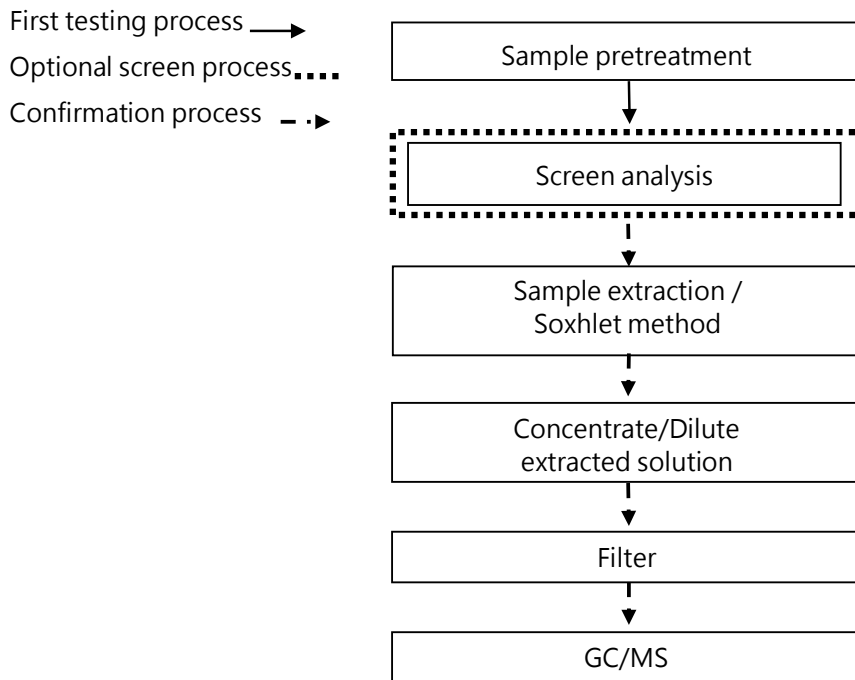 First testing process
Optional screen process
Confirmation process
Sample pretreatment
Screen analysis
Sample extraction /
Soxhlet method
Concentrate/Dilute
extracted solution
Filter
GC/MS